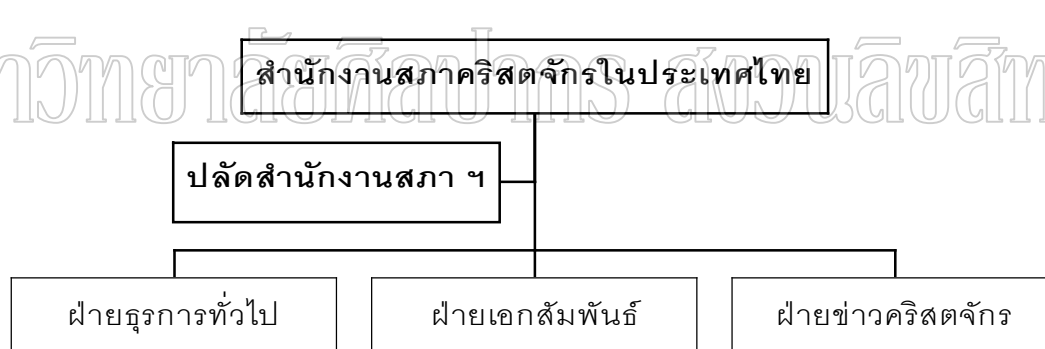 สำนักงานสภาคริสตจักรในประเทศไทย
ปลัดสำนักงานสภา ฯ
ฝ่ายธุรการทั่วไป
ฝ่ายเอกสัมพันธ์
ฝ่ายข่าวคริสตจักร